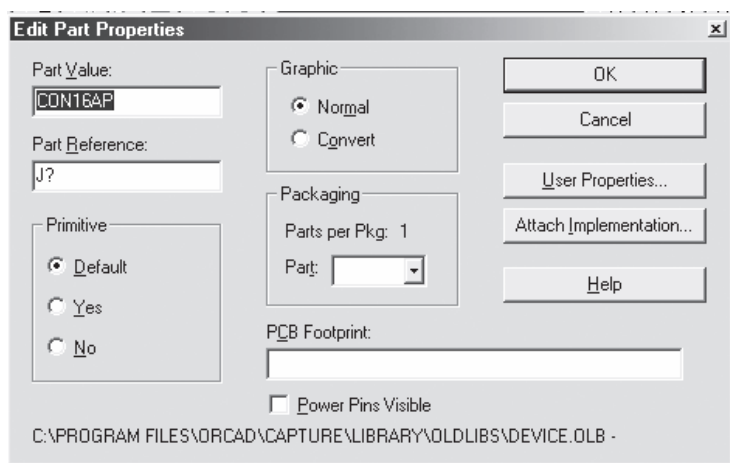 Edit Part Properties
Part Value:
CON16AP
Part Reference:
J?
Primitive
Default
Yes
No
Graphic
Normal
Convert
Packaging
Parts per Pkg: 1
Part:
PCB Footprint:
Power Pins Visible
OK
Cancel
User Properties...
Attach Implementation...
Help
C:\PROGRAM FILES\ORCAD\CAPTURE\LIBRARY\OLDLIBS\DEVICE.OLB -